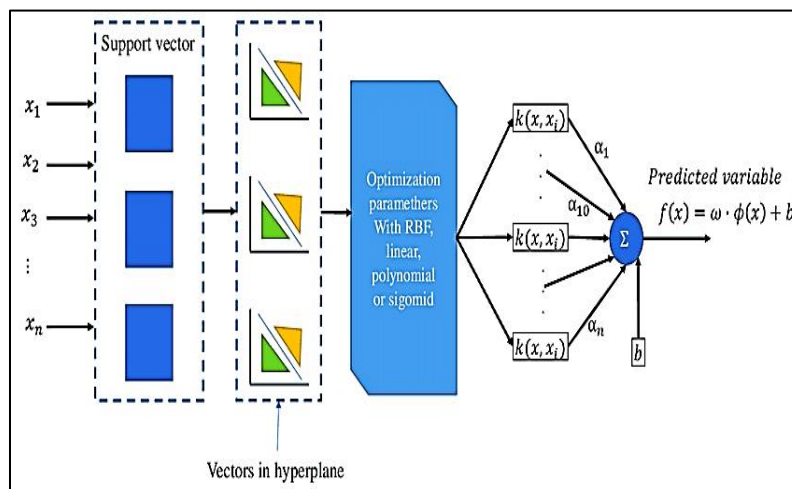 Support vector
x₁
x₂
x₃
⋮
xₙ
Vectors in hyperplane
Optimization
paramethers
With RBF,
linear,
polynomial
or sigomid
k(x, xᵢ)
α₁
α₁₀
k(x, xᵢ)
k(x, xᵢ)
αₙ
Σ
b
Predicted variable
f(x) = ω · ϕ(x) + b